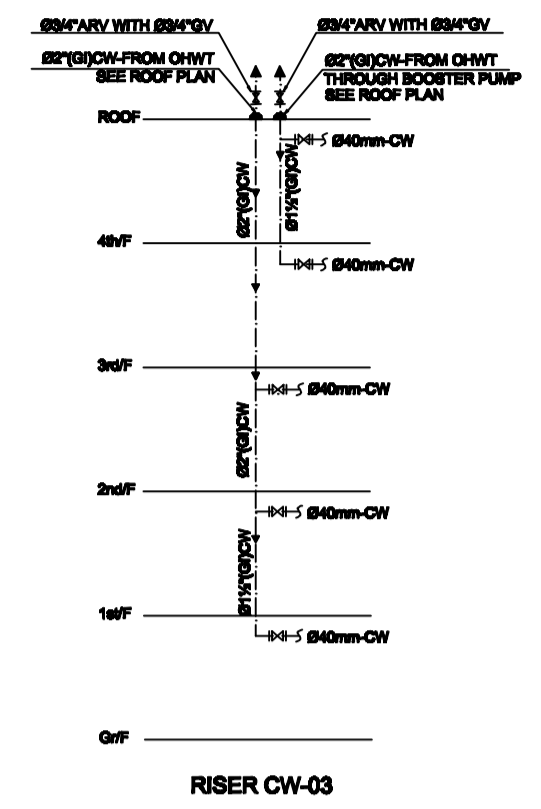 Ø3/4"ARV WITH Ø3/4"GV
Ø3/4"ARV WITH Ø3/4"GV
Ø2"(GI)CW-FROM OHWT
SEE ROOF PLAN
Ø2"(GI)CW-FROM OHWT
THROUGH BOOSTER PUMP
SEE ROOF PLAN
ROOF
Ø40mm-CW
Ø2"(GI)CW
Ø1½"(GI)CW
4th/F
Ø40mm-CW
3rd/F
Ø40mm-CW
Ø2"(GI)CW
2nd/F
Ø40mm-CW
Ø1½"(GI)CW
1st/F
Ø40mm-CW
Gr/F
RISER CW-03